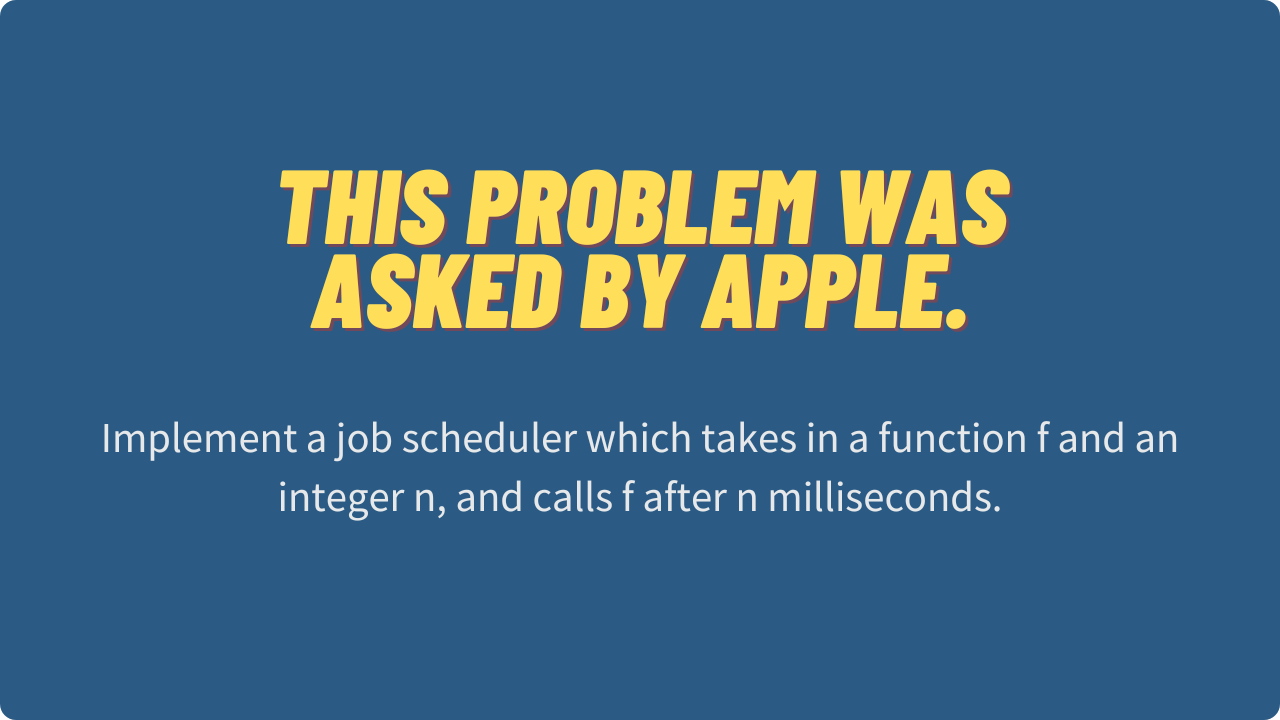 THIS PROBLEM WAS
ASKED BY APPLE.
Implement a job scheduler which takes in a function f and an
integer n, and calls f after n milliseconds.